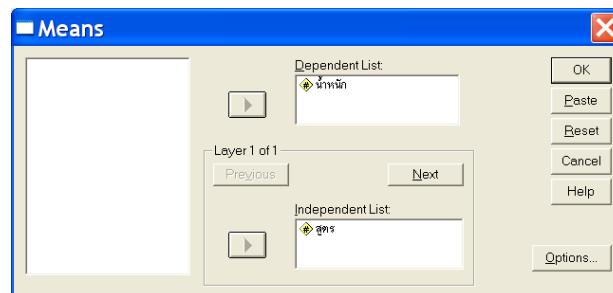 Means
Dependent List:
น้ำหนัก
OK
Paste
Reset
Cancel
Help
Layer 1 of 1
Previous
Next
Independent List:
สูตร
Options...